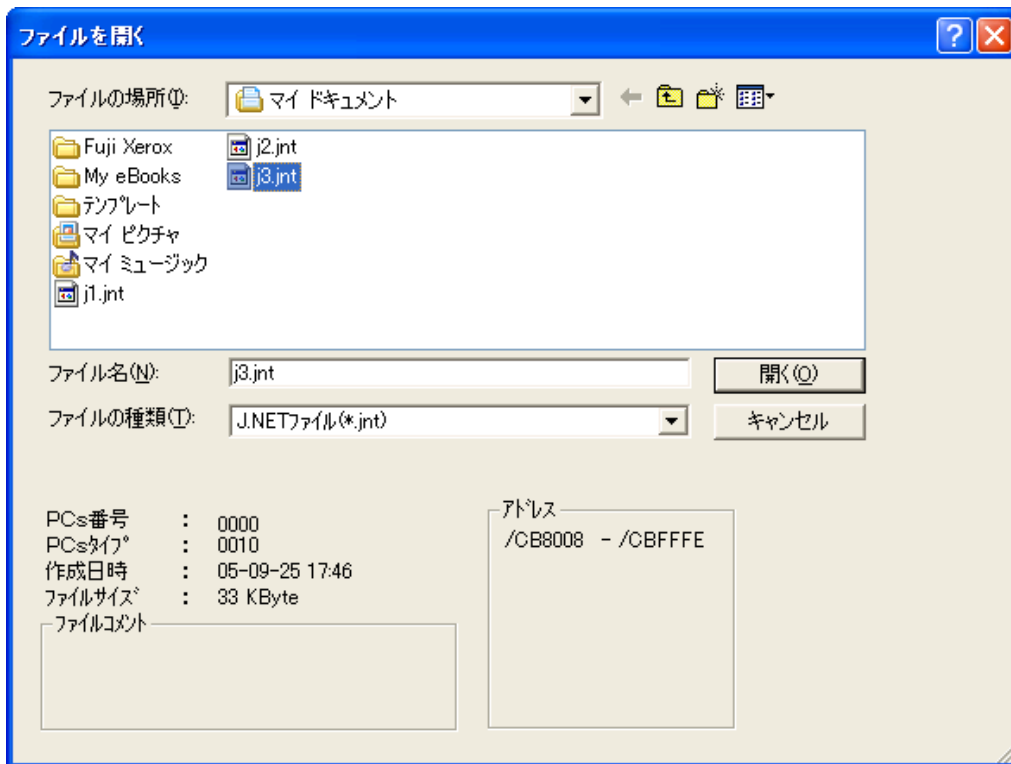 ファイルを開く
ファイルの場所(I):
マイ ドキュメント
Fuji Xerox
My eBooks
テンプレート
マイ ピクチャ
マイ ミュージック
j1.jnt
j2.jnt
j3.jnt
ファイル名(N):
j3.jnt
開く(O)
ファイルの種類(T):
J.NETファイル(*.jnt)
キャンセル
PCs番号 : 0000
PCsタイプ : 0010
作成日時 : 05-09-25 17:46
ファイルサイズ : 33 KByte
ファイルコメント
アドレス
/CB8008 - /CBFFFE